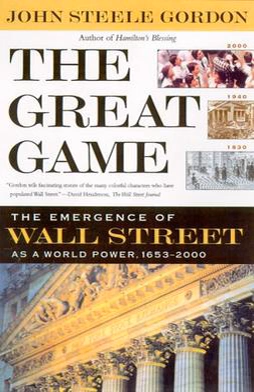 JOHN STEELE GORDON
Author of Hamilton's Blessing
THE
GREAT
GAME
2000
1940
1830
"Gordon tells fascinating stories of the many colorful characters who have
populated Wall Street."—David Henderson, The Wall Street Journal
THE EMERGENCE OF
WALL STREET
AS A WORLD POWER, 1653-2000